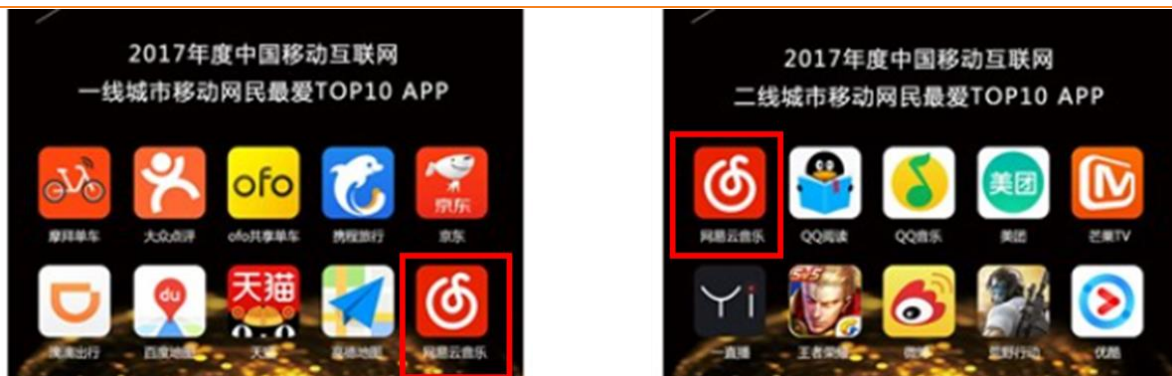 2017年度中国移动互联网
一线城市移动网民最爱TOP10 APP
ofo
京东
摩拜单车
大众点评
ofo共享单车
携程旅行
京东
du
天猫
滴滴出行
百度地图
天猫
高德地图
网易云音乐
2017年度中国移动互联网
二线城市移动网民最爱TOP10 APP
美团
网易云音乐
QQ阅读
QQ音乐
美团
芒果TV
Yi
5V5
一直播
王者荣耀
微博
荒野行动
优酷